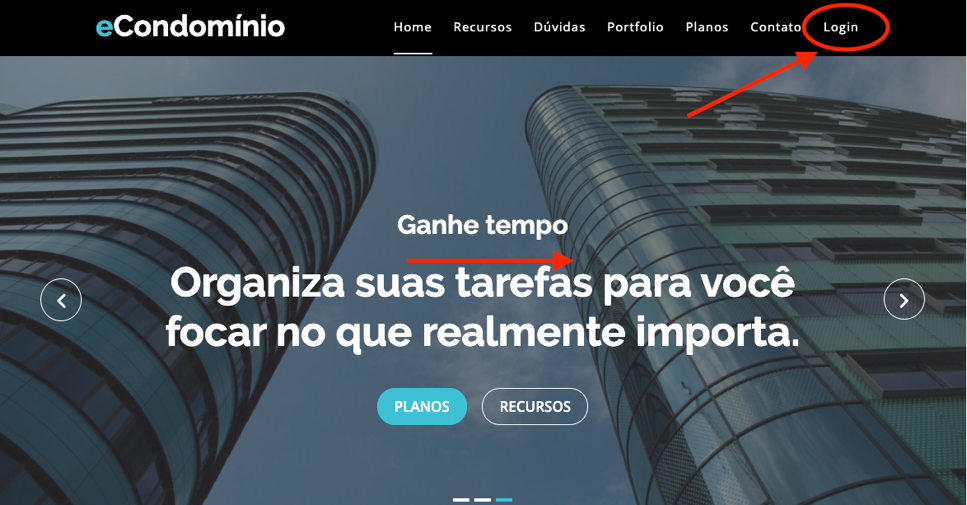 eCondomínio
Home Recursos Dúvidas Portfolio Planos Contato Login
Ganhe tempo
Organiza suas tarefas para você
focar no que realmente importa.
PLANOS RECURSOS